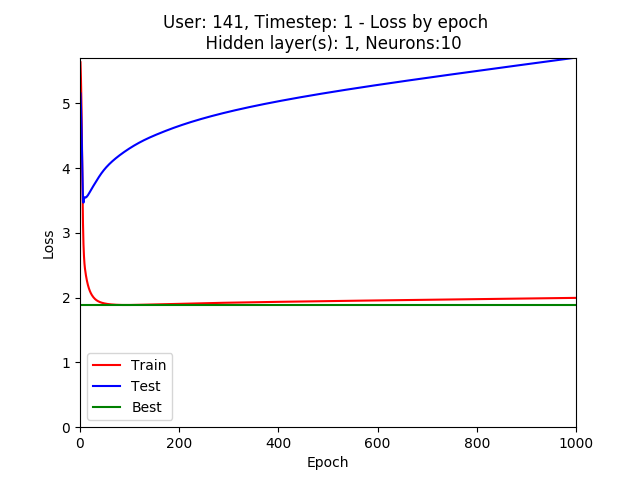 User: 141, Timestep: 1 - Loss by epoch
Hidden layer(s): 1, Neurons:10
5
4
3
2
1
0
Loss
Train
Test
Best
0 200 400 600 800 1000
Epoch